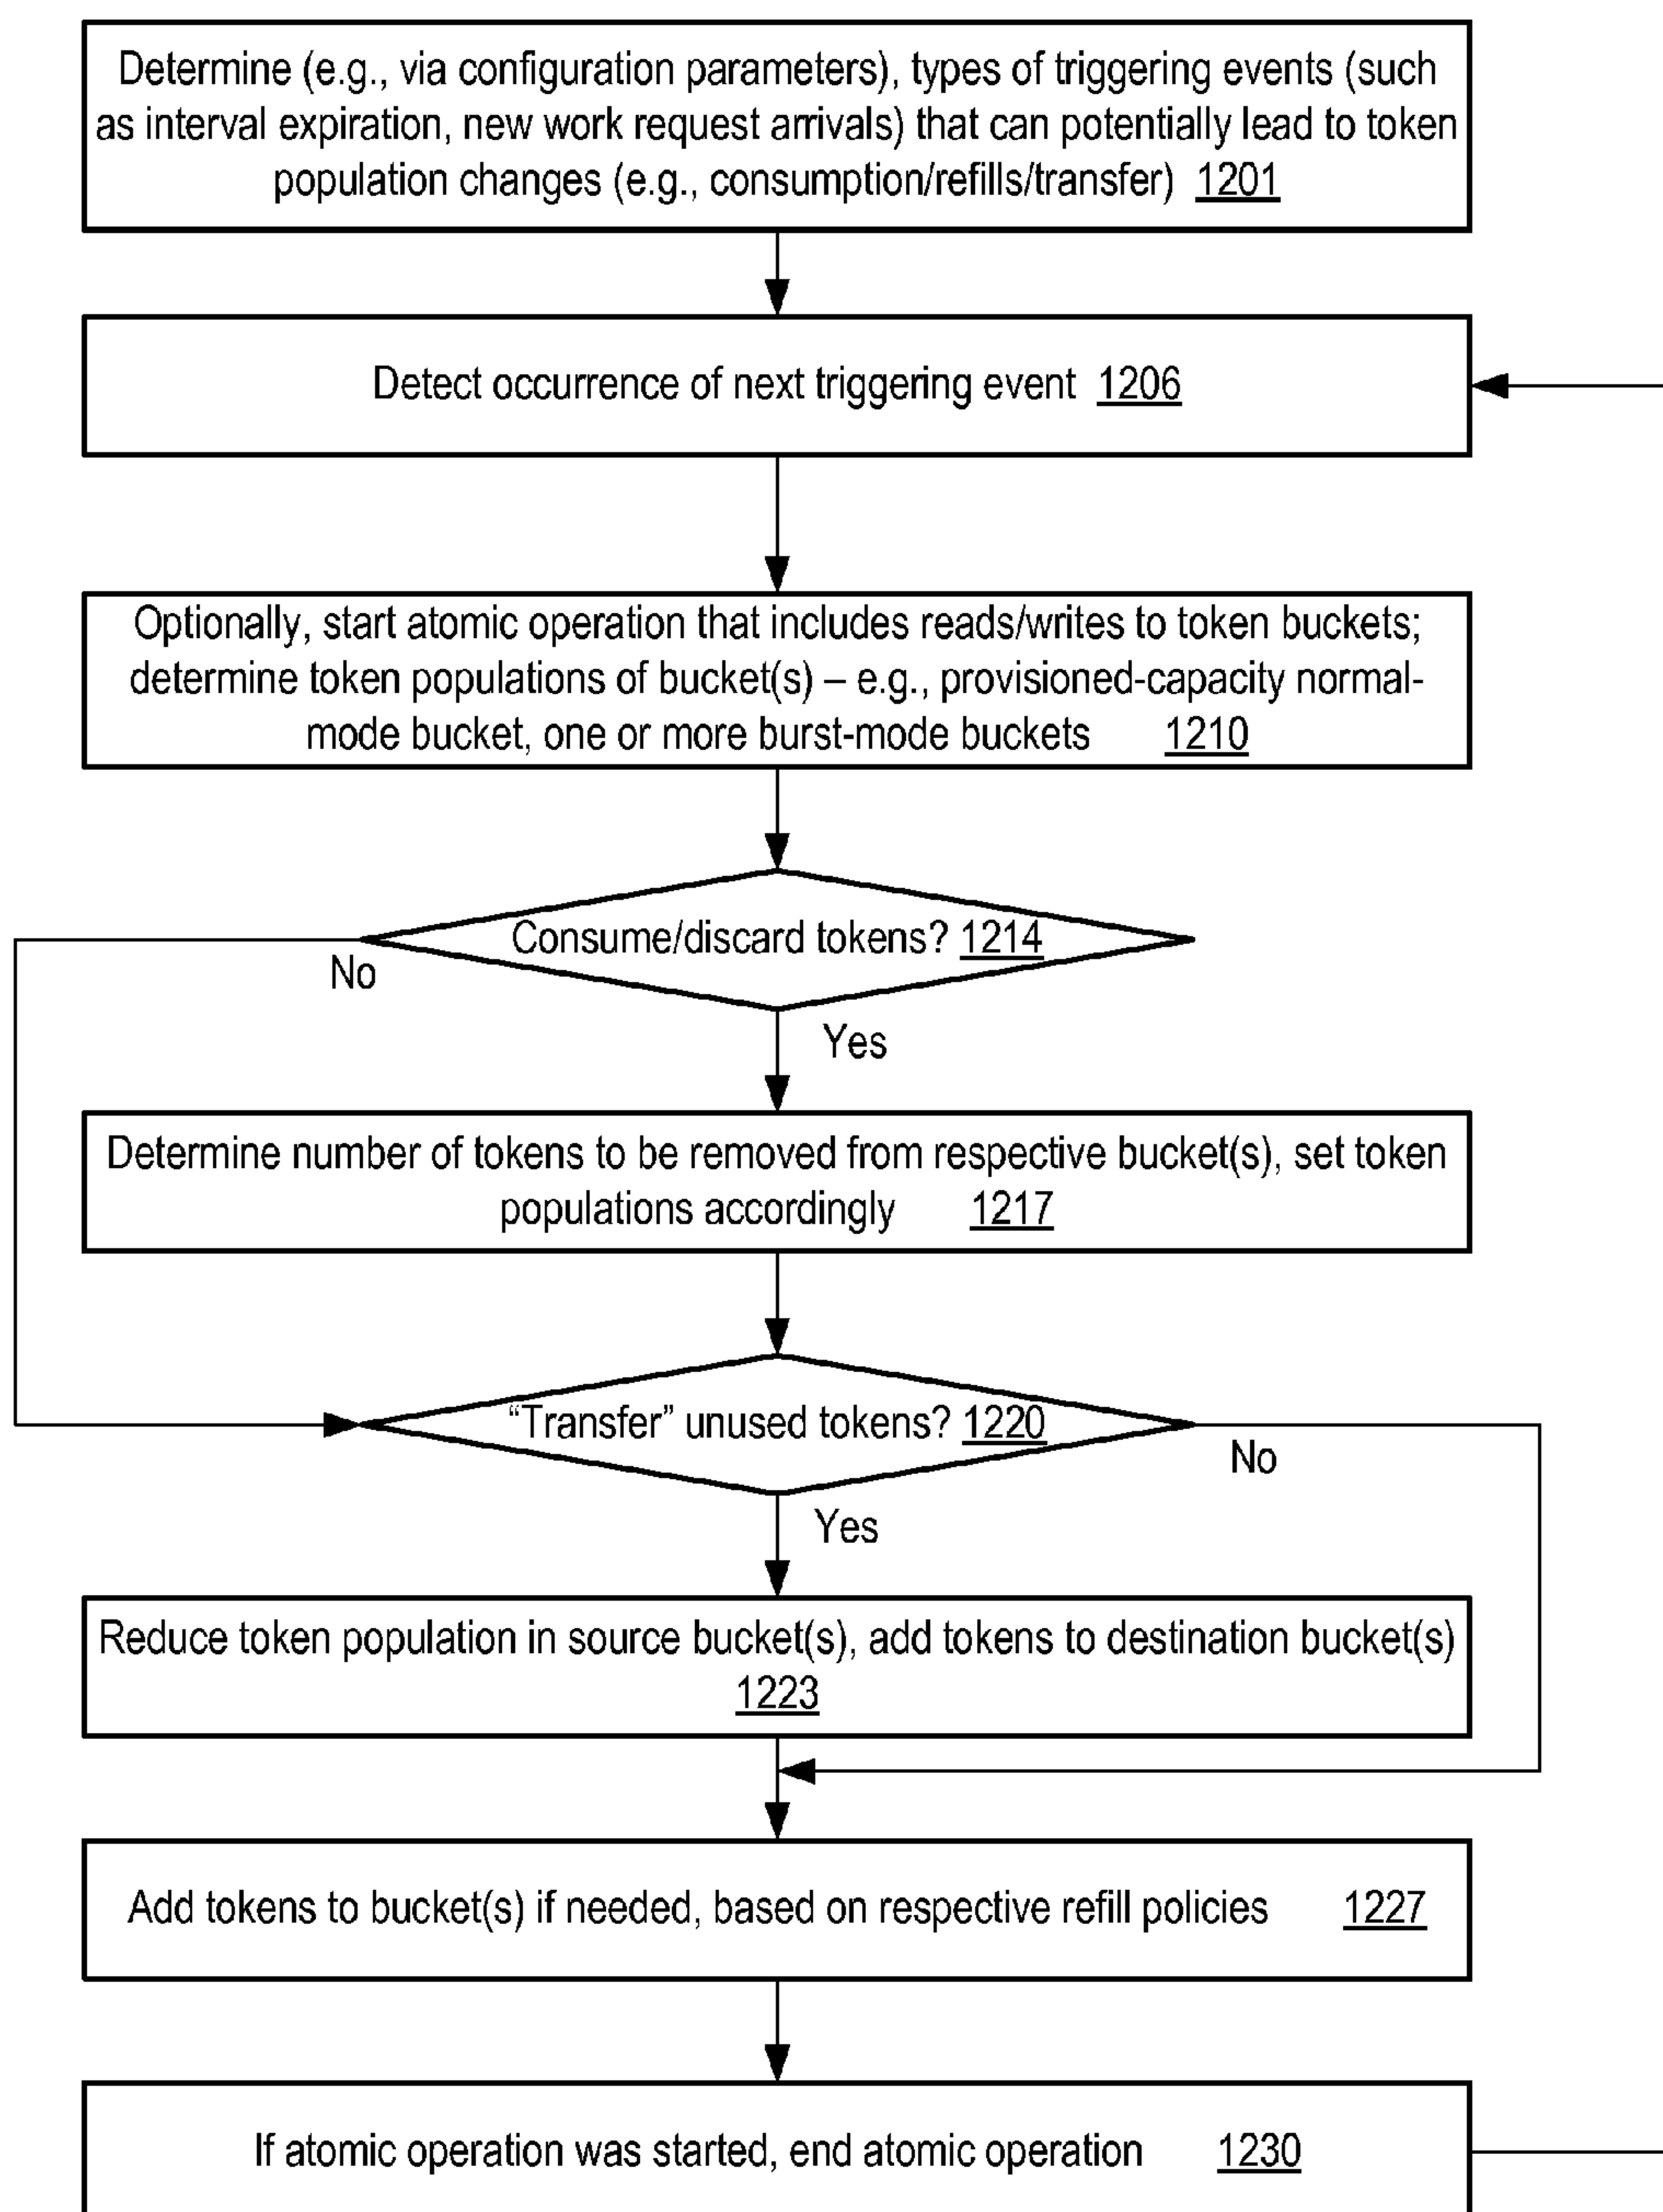 Determine (e.g., via configuration parameters), types of triggering events (such
as interval expiration, new work request arrivals) that can potentially lead to token
population changes (e.g., consumption/refills/transfer) 1201
Detect occurrence of next triggering event 1206
Optionally, start atomic operation that includes reads/writes to token buckets;
determine token populations of bucket(s) – e.g., provisioned-capacity normal-
mode bucket, one or more burst-mode buckets 1210
Consume/discard tokens? 1214
No
Yes
Determine number of tokens to be removed from respective bucket(s), set token
populations accordingly 1217
“Transfer” unused tokens? 1220
No
Yes
Reduce token population in source bucket(s), add tokens to destination bucket(s)
1223
Add tokens to bucket(s) if needed, based on respective refill policies 1227
If atomic operation was started, end atomic operation 1230